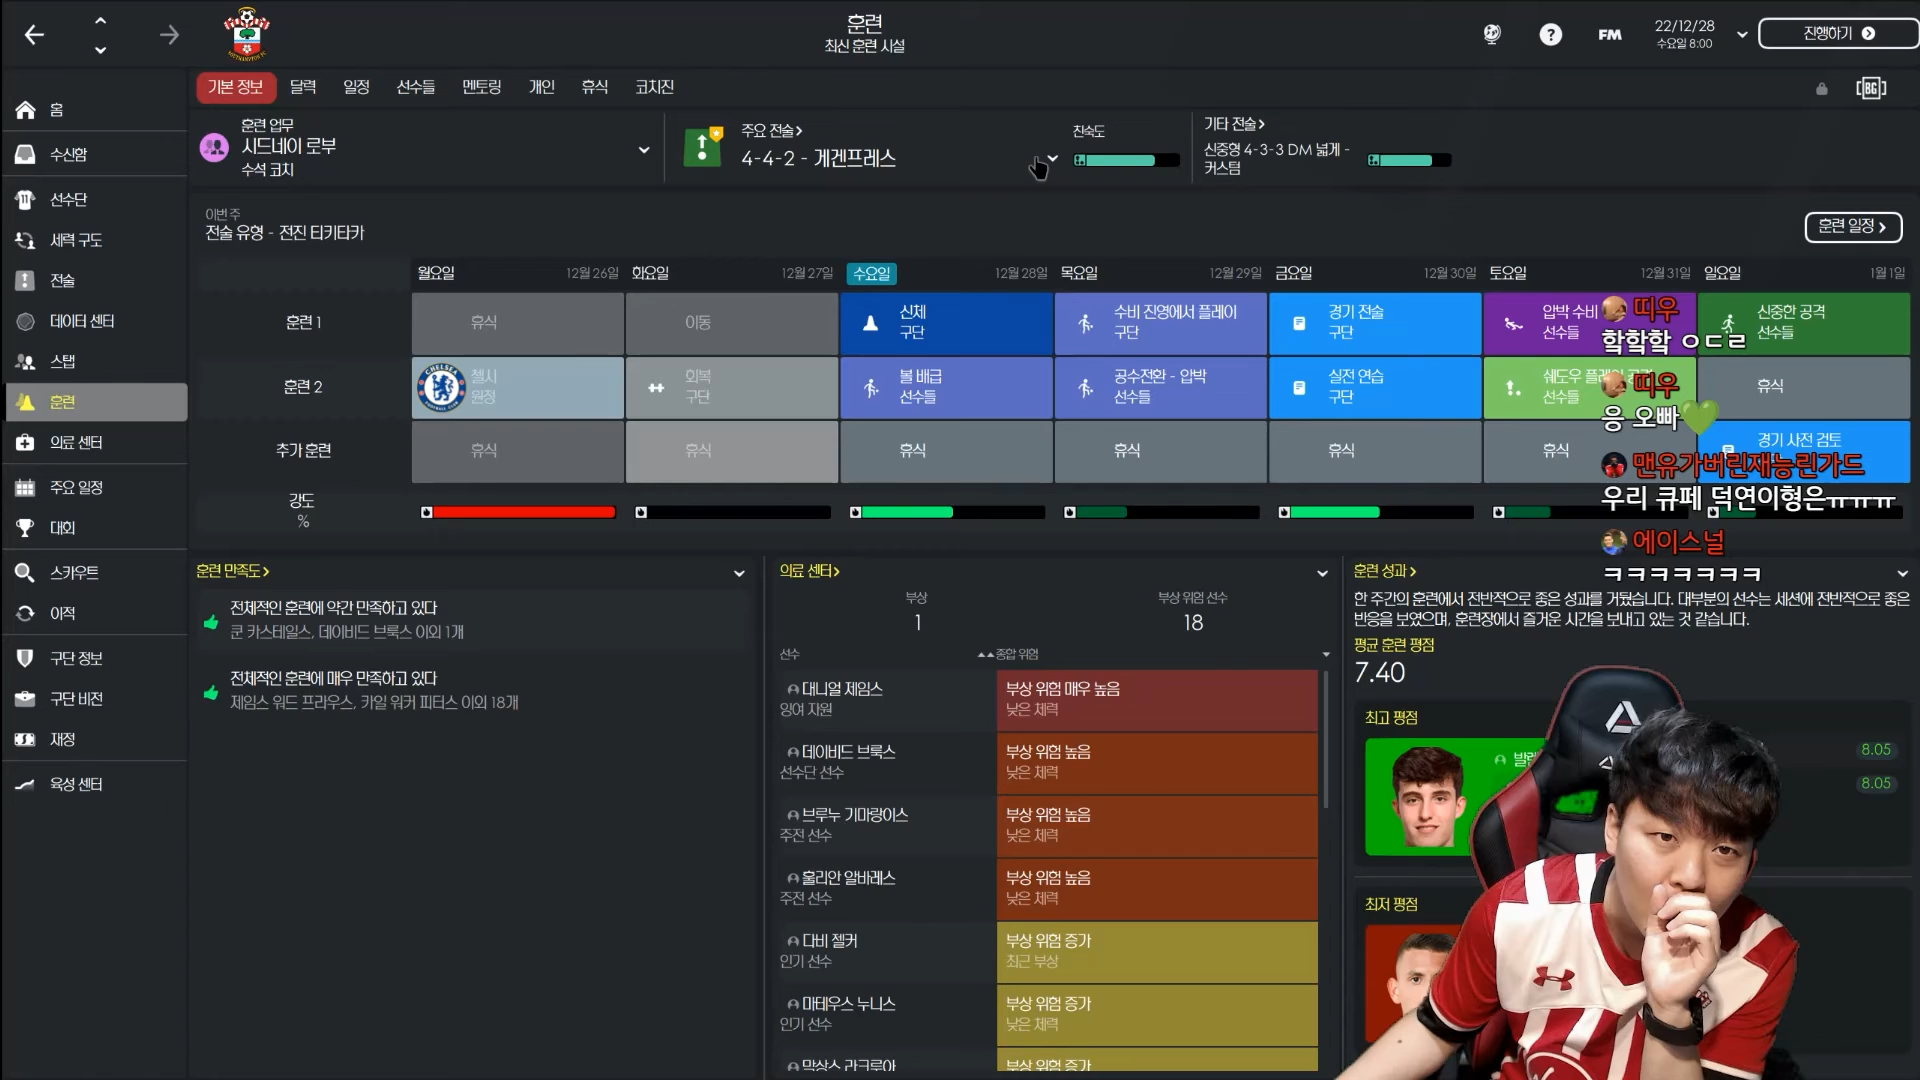 훈련
최신 훈련 시설
FM
22/12/28
수요일 8:00
진행하기
기본 정보
달력
일정
선수들
멘토링
개인
휴식
코치진
BG
홈
수신함
선수단
세력 구도
전술
데이터 센터
스탭
훈련
의료 센터
주요 일정
대회
스카우트
이적
구단 정보
구단 비전
재정
육성 센터
훈련 업무
시드네이 로부
수석 코치
주요 전술
4-4-2 - 게겐프레스
친숙도
기타 전술
신중형 4-3-3 DM 넓게 -
커스텀
이번 주
전술 유형 - 전진 티키타카
훈련 일정
월요일 12월 26일
화요일 12월 27일
수요일 12월 28일
목요일 12월 29일
금요일 12월 30일
토요일 12월 31일
일요일 1월 1일
훈련 1
휴식
이동
신체
구단
수비 진영에서 플레이
구단
경기 전술
구단
압박 수비
선수들
신중한 공격
선수들
훈련 2
CHELSEA
첼시
원정
회복
구단
볼 배급
선수들
공수전환 - 압박
선수들
실전 연습
구단
쉐도우 플레이
선수들
휴식
추가 훈련
휴식
휴식
휴식
휴식
휴식
휴식
경기 사전 검토
강도
%
띠우
핰핰핰 ㅇㄷㄹ
띠우
응 오빠
맨유가버린재능린가드
우리 큐페 덕연이형은ㅠㅠㅠ
에이스널
ㅋㅋㅋㅋㅋㅋㅋ
훈련 만족도
전체적인 훈련에 약간 만족하고 있다
쿤 카스테일스, 데이비드 브룩스 이외 1개
전체적인 훈련에 매우 만족하고 있다
제임스 워드 프라우스, 카일 워커 피터스 이외 18개
의료 센터
부상
1
부상 위험 선수
18
선수
종합 위험
대니얼 제임스
잉여 자원
부상 위험 매우 높음
낮은 체력
데이비드 브룩스
선수단 선수
부상 위험 높음
낮은 체력
브루누 기마랑이스
주전 선수
부상 위험 높음
낮은 체력
훌리안 알바레스
주전 선수
부상 위험 높음
낮은 체력
다비 젤커
인기 선수
부상 위험 증가
최근 부상
마테우스 누니스
인기 선수
부상 위험 증가
낮은 체력
막상스 라크루아
부상 위험 증가
훈련 성과
한 주간의 훈련에서 전반적으로 좋은 성과를 거뒀습니다. 대부분의 선수는 세션에 전반적으로 좋은
반응을 보였으며, 훈련장에서 즐거운 시간을 보내고 있는 것 같습니다.
평균 훈련 평점
7.40
최고 평점
8.05
8.05
최저 평점